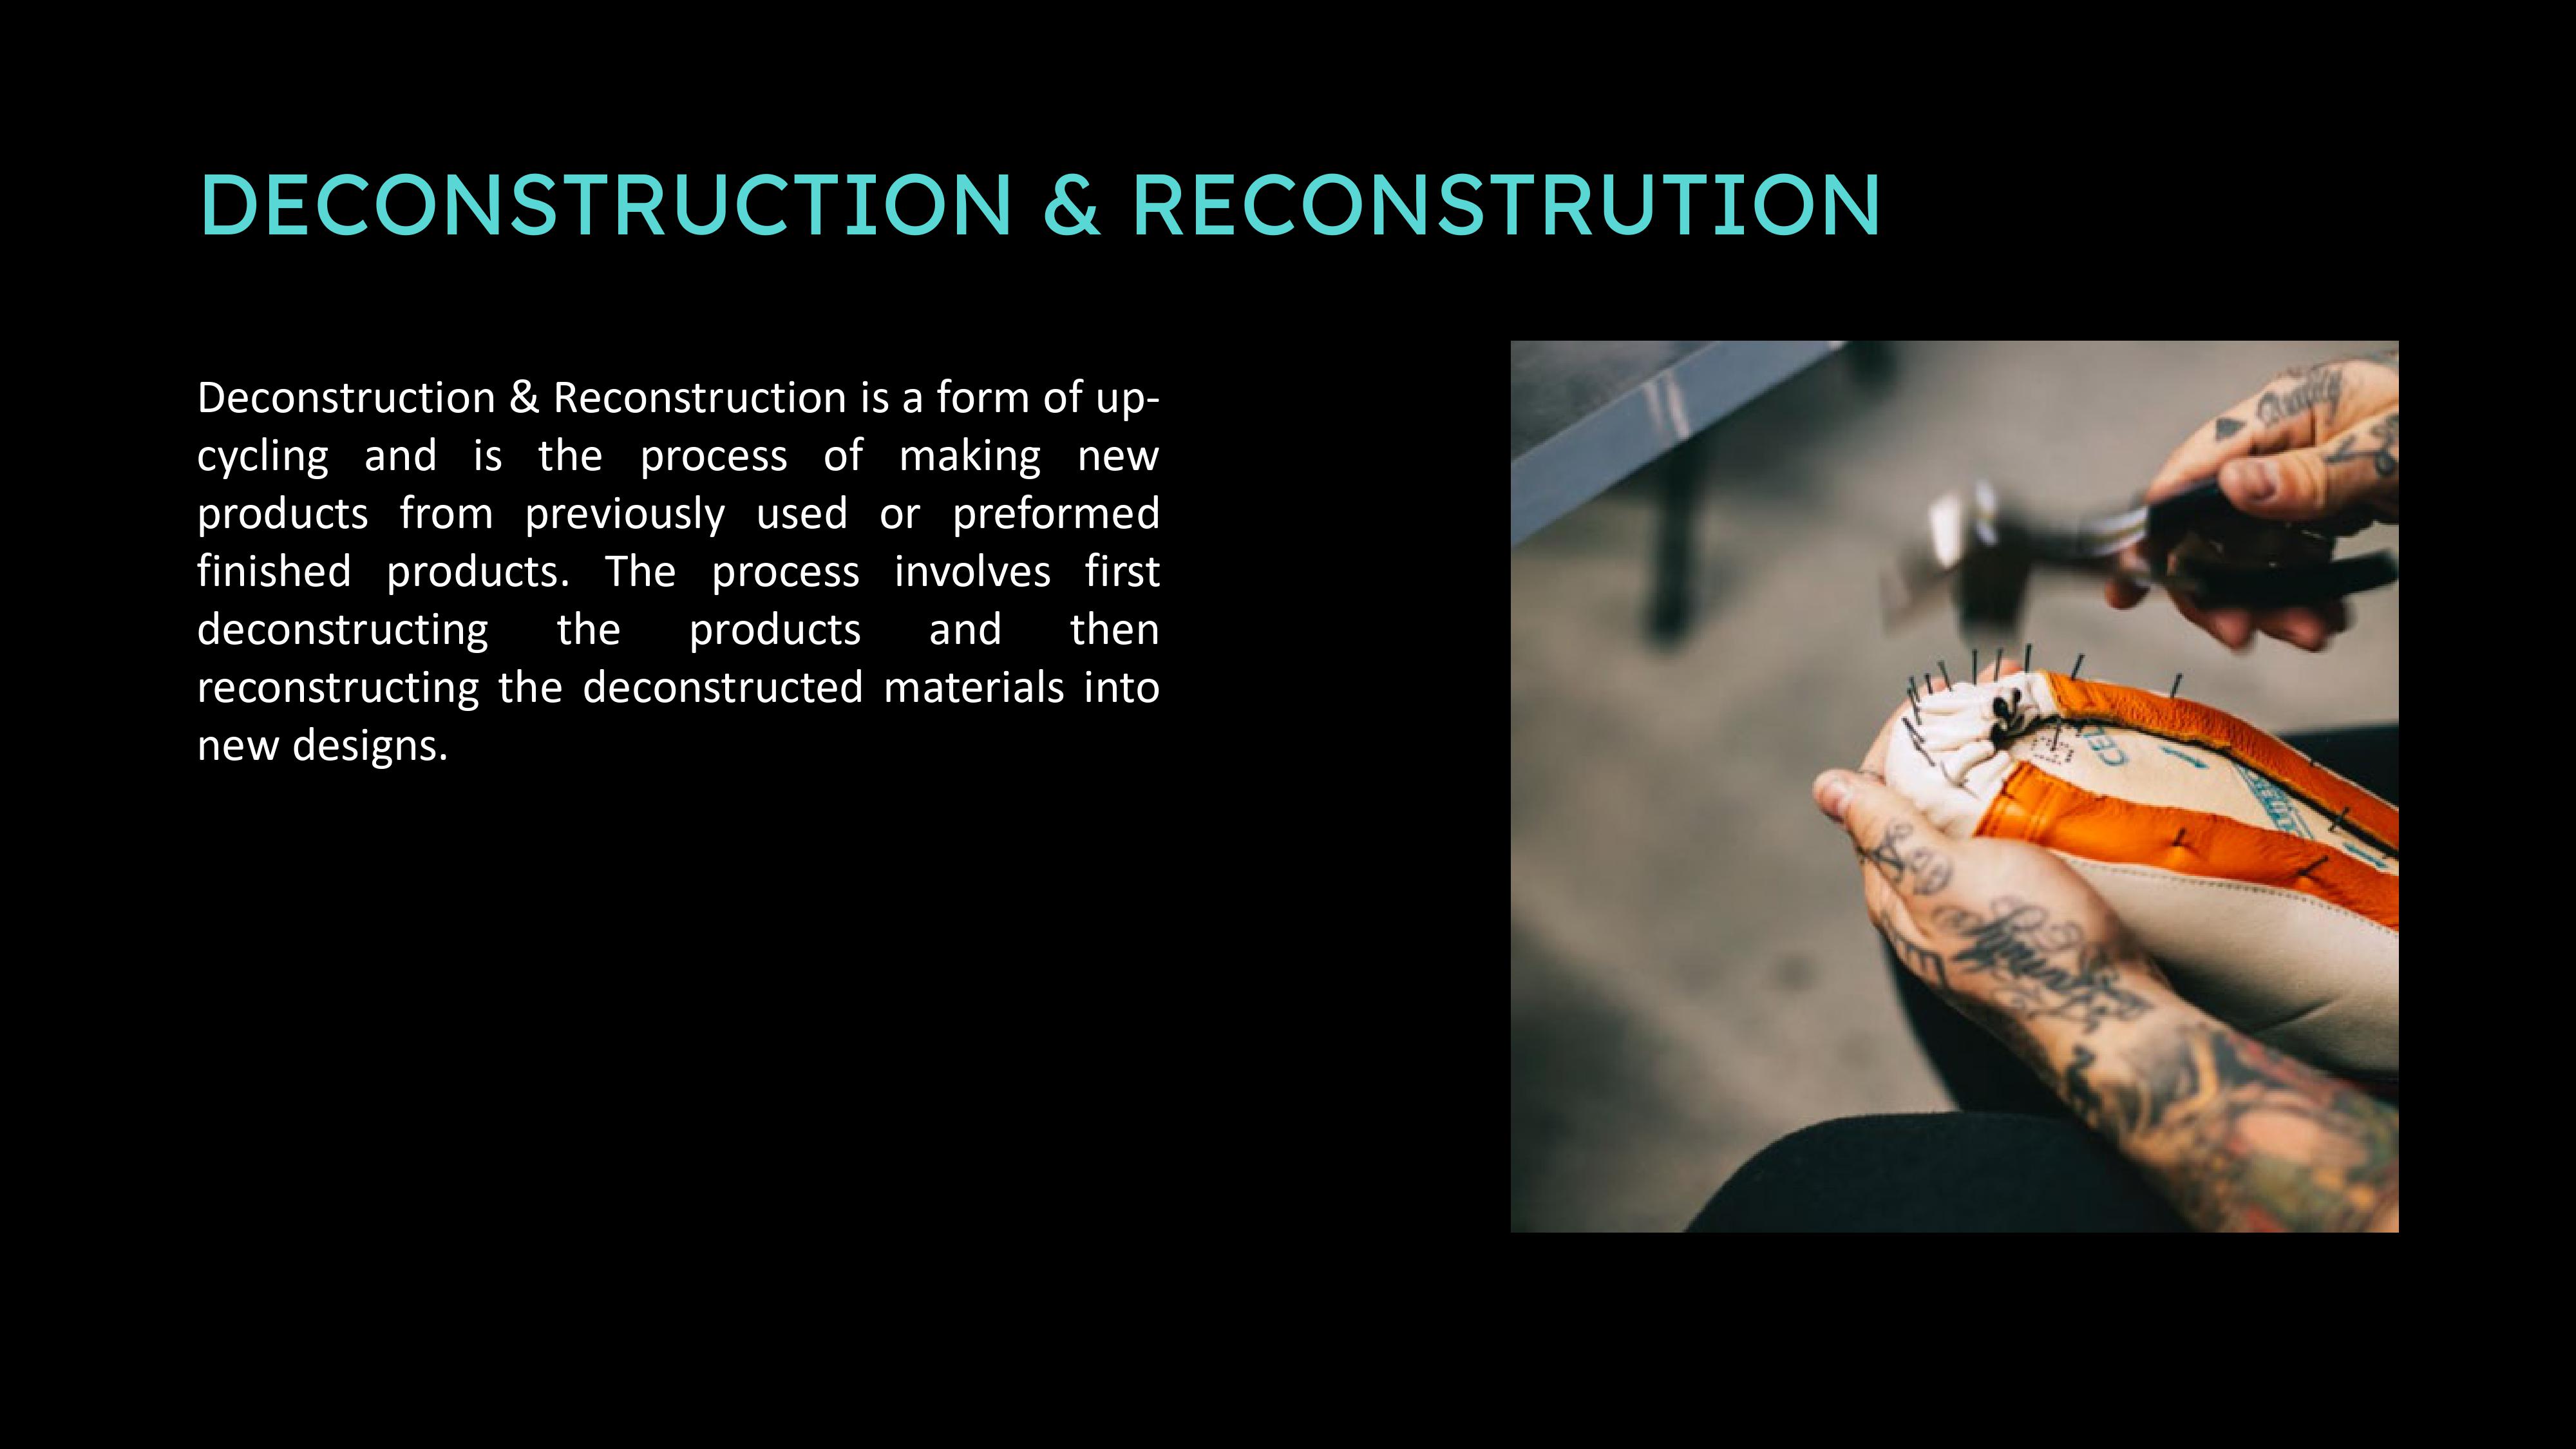 DECONSTRUCTION & RECONSTRUTION
Deconstruction & Reconstruction is a form of up-
cycling and is the process of making new
products from previously used or preformed
finished products. The process involves first
deconstructing the products and then
reconstructing the deconstructed materials into
new designs.